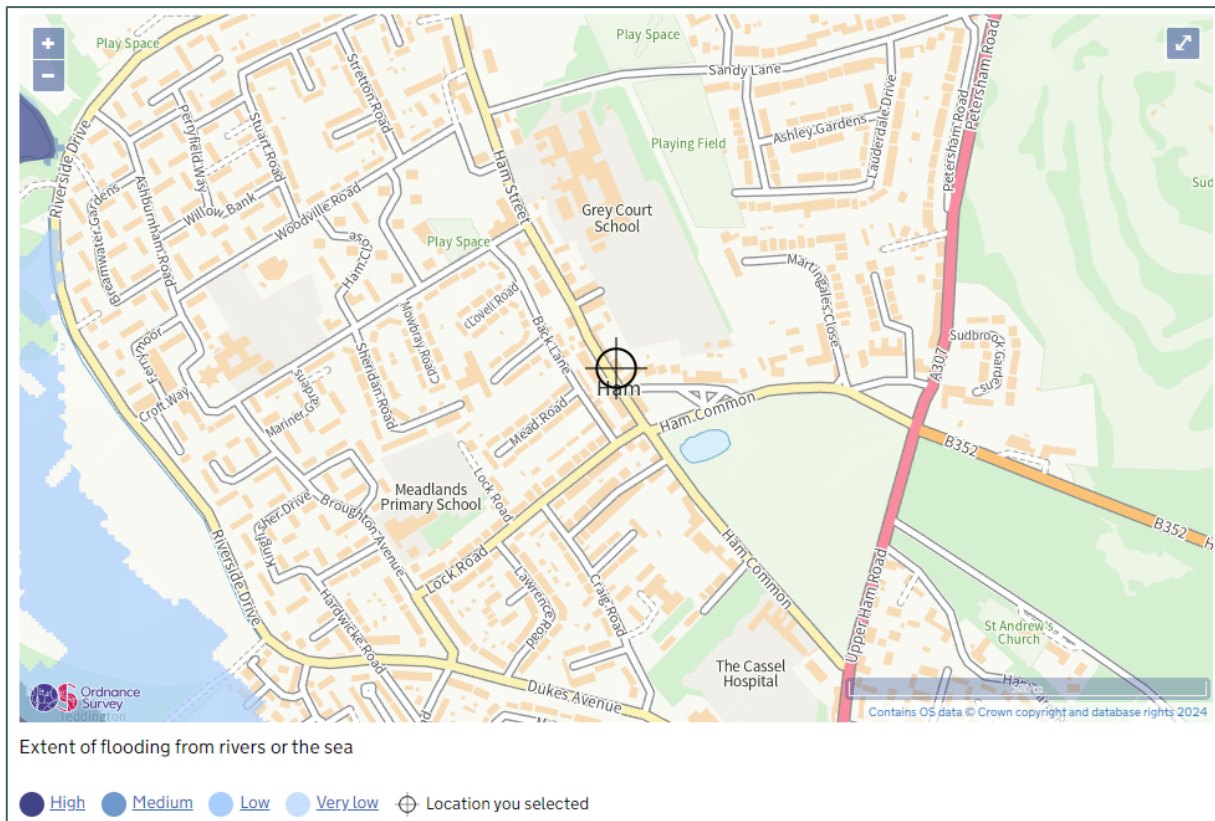 +
−
Play Space
Play Space
Sandy Lane
Petersham Road
Petersham Road
Riverside Drive
Stretton Road
Perryfield Way
Stuart Road
Ashley Gardens
Lauderdale Drive
Playing Field
Ham Street
Breamwater Gardens
Ashburnham Road
Willow Bank
Woodville Road
Grey Court
School
Play Space
Ham Close
Martingales Close
Lovell Road
Mowbray Road
Back Lane
Ferrymoor
Sheridan Road
Sudbrook Gardens
A307
Croft Way
Mariner Gardens
Ham
Mead Road
Ham Common
B352
Meadlands
Primary School
Lock Road
B352
Broughton Avenue
Riverside Drive
Lock Road
Ham Common
Hardwicke Road
Lawrence Road
Craig Road
Upper Ham Road
St Andrew's
Church
The Cassel
Hospital
Dukes Avenue
Ordnance
Survey
Teddington
Contains OS data © Crown copyright and database rights 2024
Extent of flooding from rivers or the sea
High Medium Low Very low Location you selected